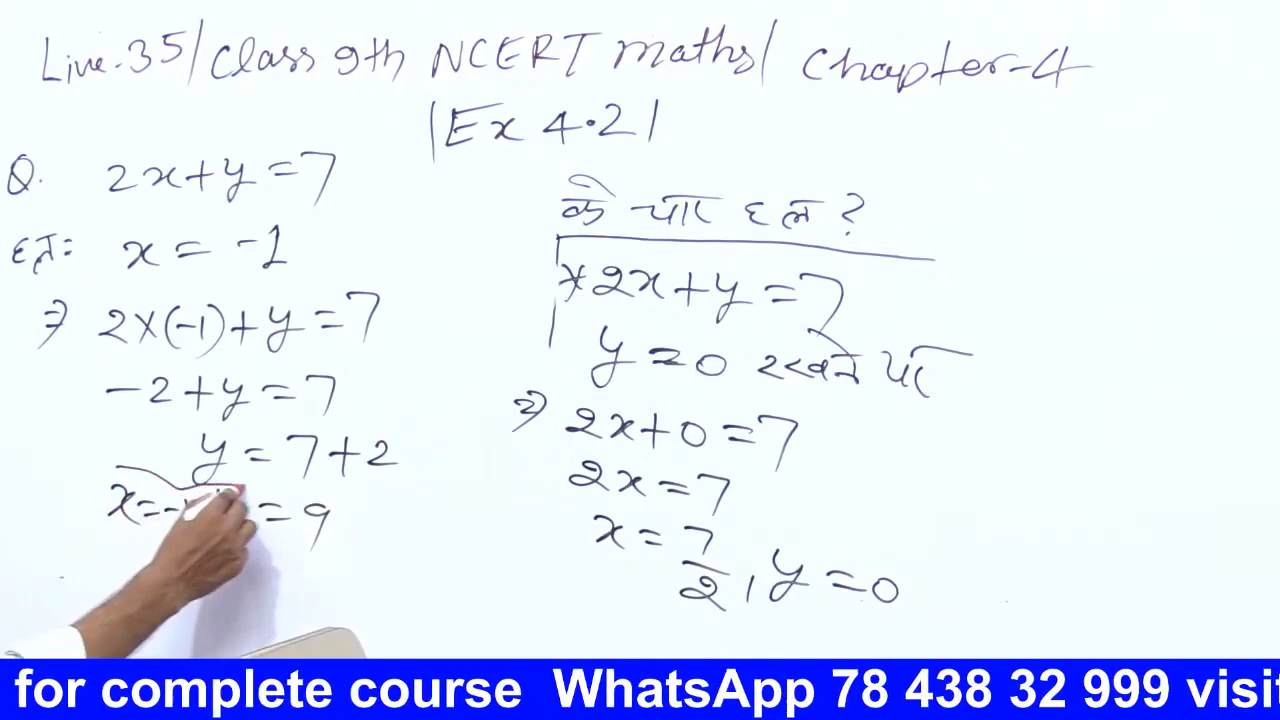 Live-35/Class 9th NCERT maths/ Chapter-4
|Ex 4.2|
Q. 2x+y=7
के चार हल ?
हल: x = -1
⇒ 2×(-1)+y=7
-2+y=7
y=7+2
x=- = 9
*2x+y=7
y=0 रखने पर
⇒ 2x+0=7
2x=7
x=7/2, y=0
for complete course WhatsApp 78 438 32 999 visit